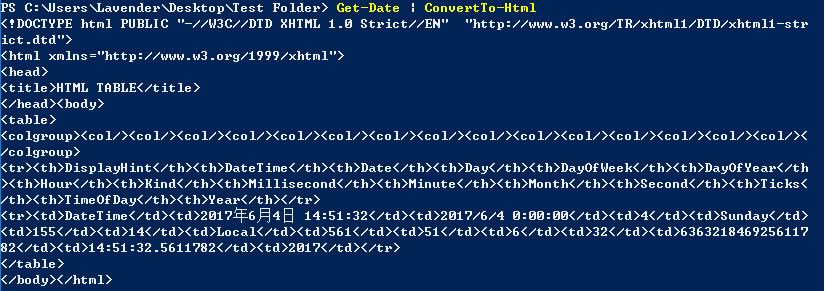 PS C:\Users\Lavender\Desktop\Test Folder> Get-Date | ConvertTo-Html
<!DOCTYPE html PUBLIC "-//W3C//DTD XHTML 1.0 Strict//EN"  "http://www.w3.org/TR/xhtml1/DTD/xhtml1-str
ict.dtd">
<html xmlns="http://www.w3.org/1999/xhtml">
<head>
<title>HTML TABLE</title>
</head><body>
<table>
<colgroup><col/><col/><col/><col/><col/><col/><col/><col/><col/><col/><col/><col/><col/><col/><col/><
/colgroup>
<tr><th>DisplayHint</th><th>DateTime</th><th>Date</th><th>Day</th><th>DayOfWeek</th><th>DayOfYear</th
><th>Hour</th><th>Kind</th><th>Millisecond</th><th>Minute</th><th>Month</th><th>Second</th><th>Ticks<
/th><th>TimeOfDay</th><th>Year</th></tr>
<tr><td>DateTime</td><td>2017年6月4日 14:51:32</td><td>2017/6/4 0:00:00</td><td>4</td><td>Sunday</td>
<td>155</td><td>14</td><td>Local</td><td>561</td><td>51</td><td>6</td><td>32</td><td>6363218469256117
82</td><td>14:51:32.5611782</td><td>2017</td></tr>
</table>
</body></html>